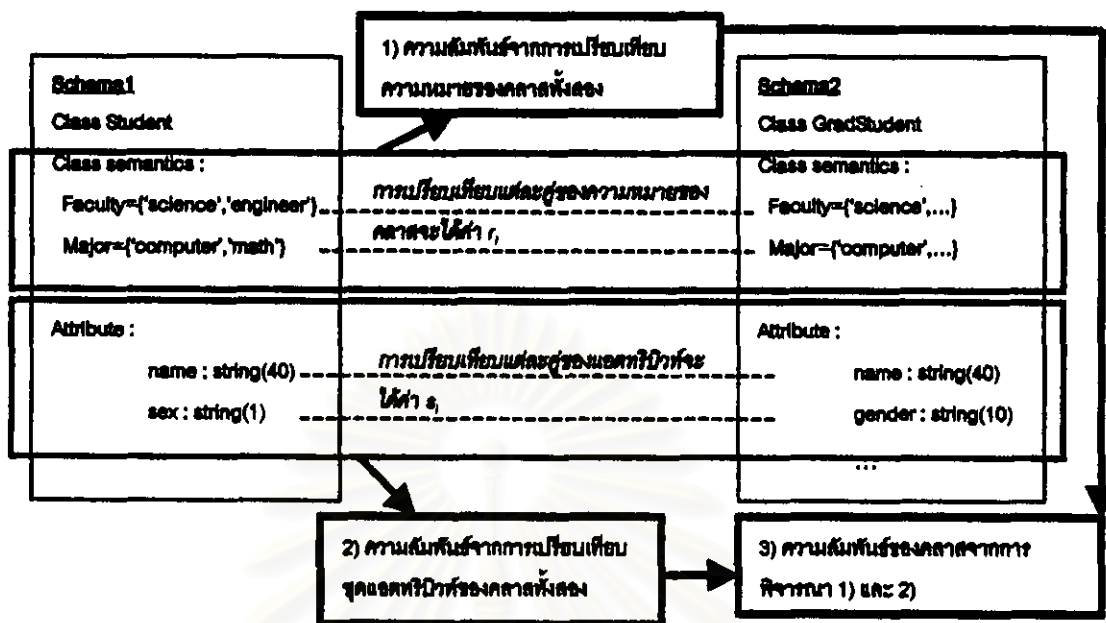 1) ความสัมพันธ์จากการเปรียบเทียบ
ความหมายของคลาสทั้งสอง
Schema1
Class Student
Class semantics :
Faculty={'science','engineer'}
Major={'computer','math'}
การเปรียบเทียบแต่ละคู่ของความหมายของ
คลาสจะได้ค่า rᵢ
Schema2
Class GradStudent
Class semantics :
Faculty={'science',...}
Major={'computer',...}
Attribute :
name : string(40)
sex : string(1)
การเปรียบเทียบแต่ละคู่ของแอตทริบิวท์จะ
ได้ค่า sᵢ
Attribute :
name : string(40)
gender : string(10)
...
2) ความสัมพันธ์จากการเปรียบเทียบ
ชุดแอตทริบิวท์ของคลาสทั้งสอง
3) ความสัมพันธ์ของคลาสจากการ
พิจารณา 1) และ 2)